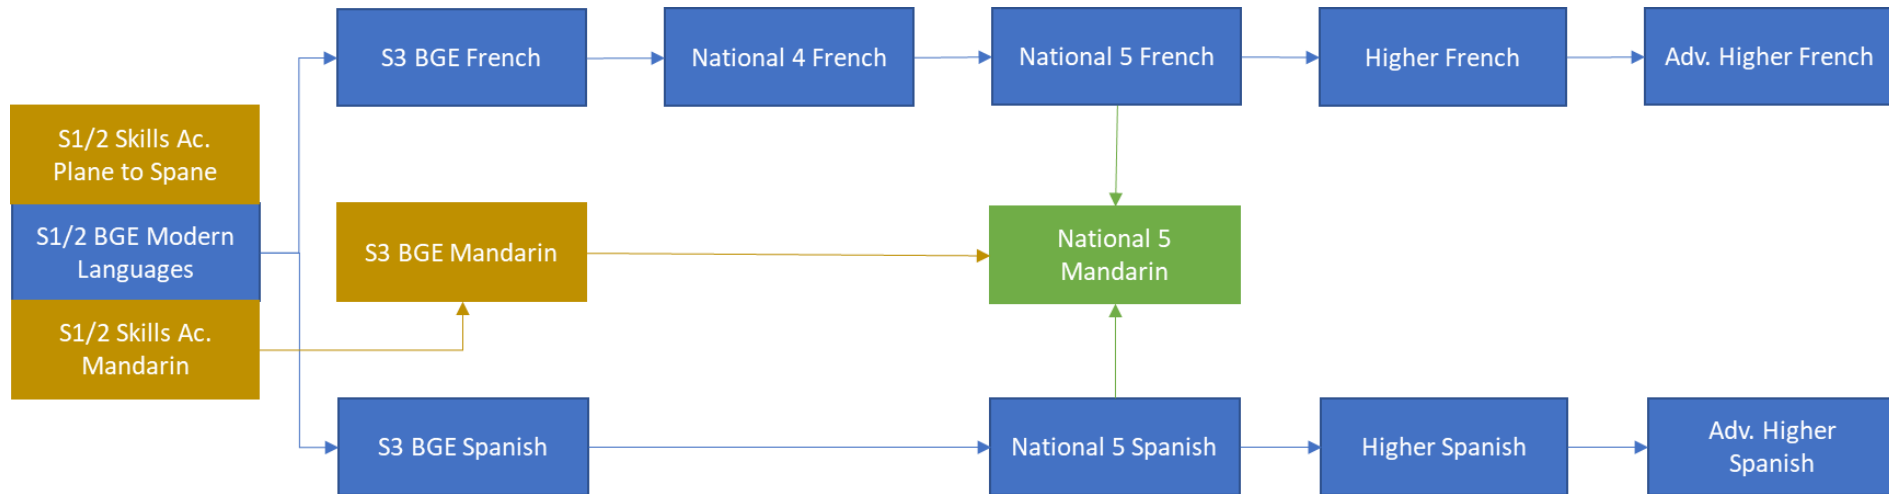 S3 BGE French
National 4 French
National 5 French
Higher French
Adv. Higher French
S1/2 Skills Ac.
Plane to Spane
S1/2 BGE Modern
Languages
S1/2 Skills Ac.
Mandarin
S3 BGE Mandarin
National 5
Mandarin
S3 BGE Spanish
National 5 Spanish
Higher Spanish
Adv. Higher
Spanish